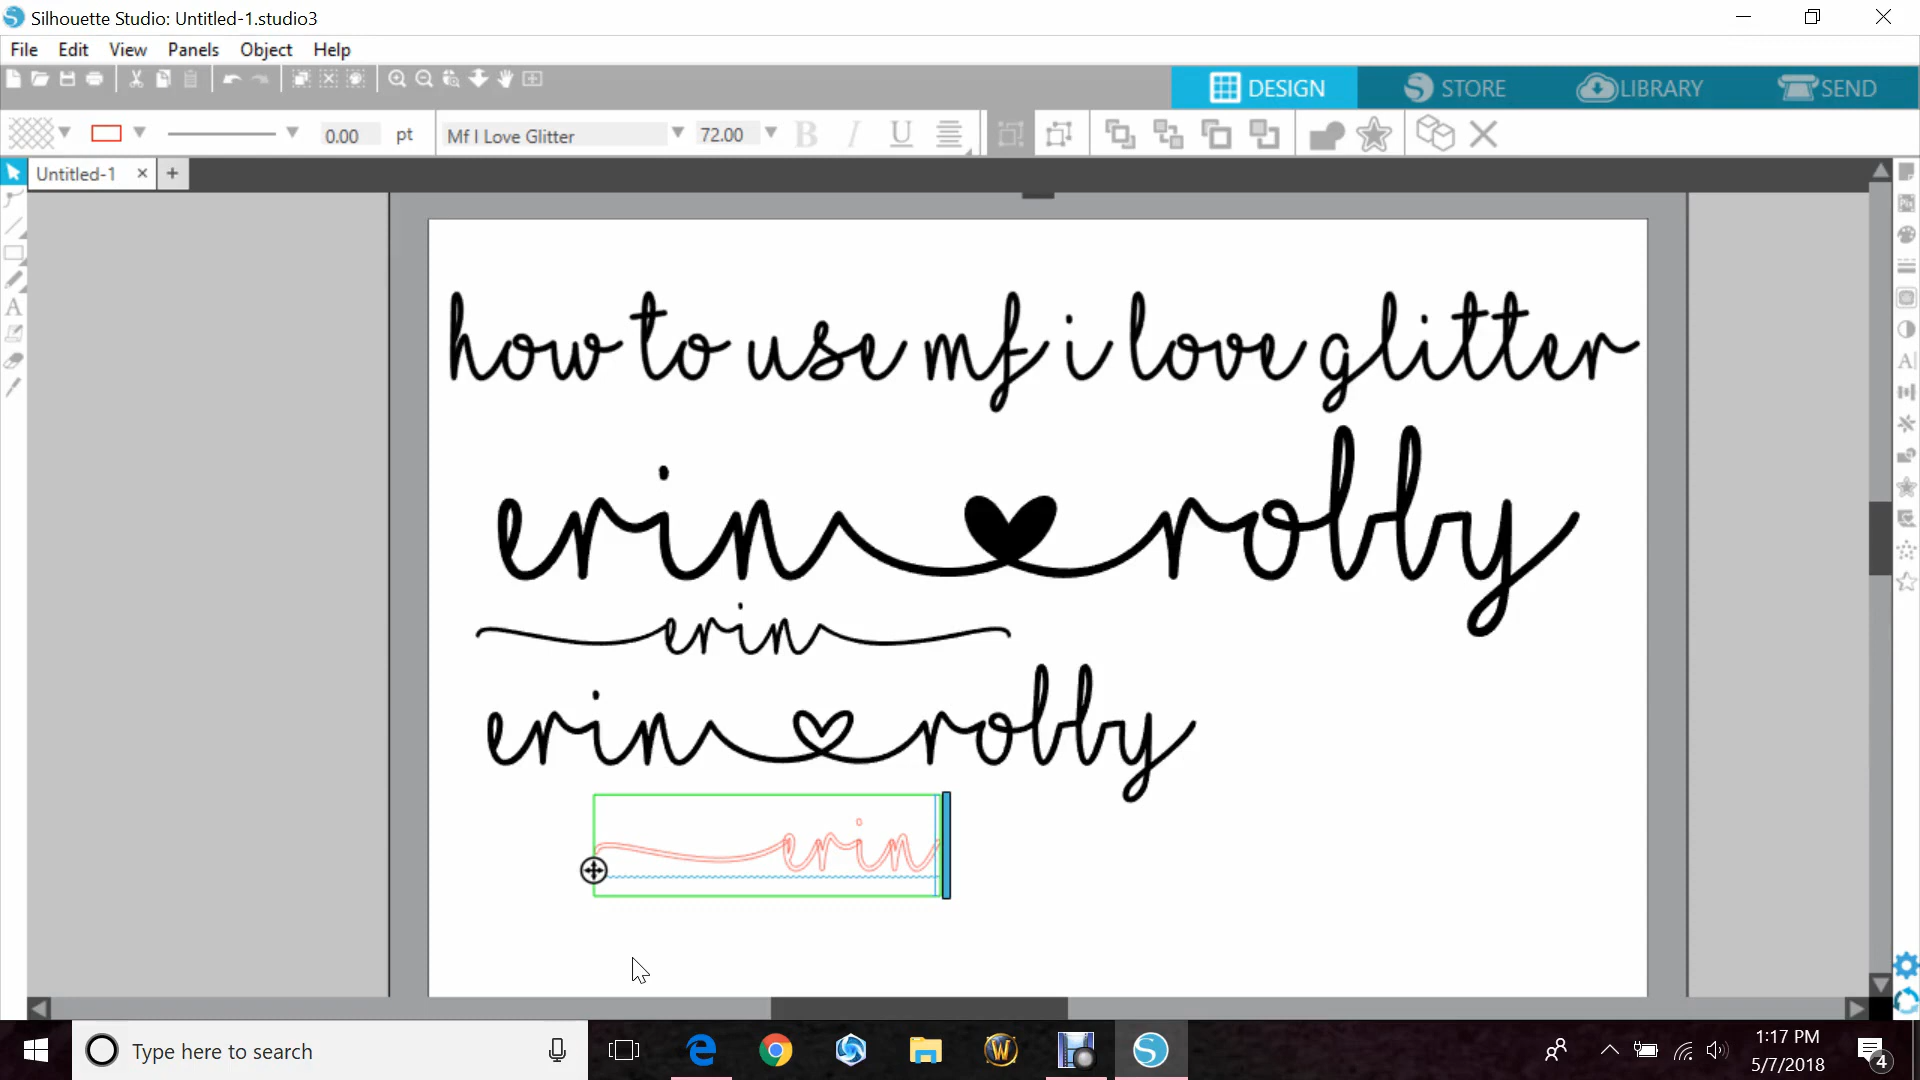 Silhouette Studio: Untitled-1.studio3
File Edit View Panels Object Help
DESIGN STORE LIBRARY SEND
0.00 pt Mf I Love Glitter 72.00 B I U
Untitled-1 × +
how to use mf i love glitter
erin robby
erin
erin robby
erin
Type here to search
1:17 PM
5/7/2018
4